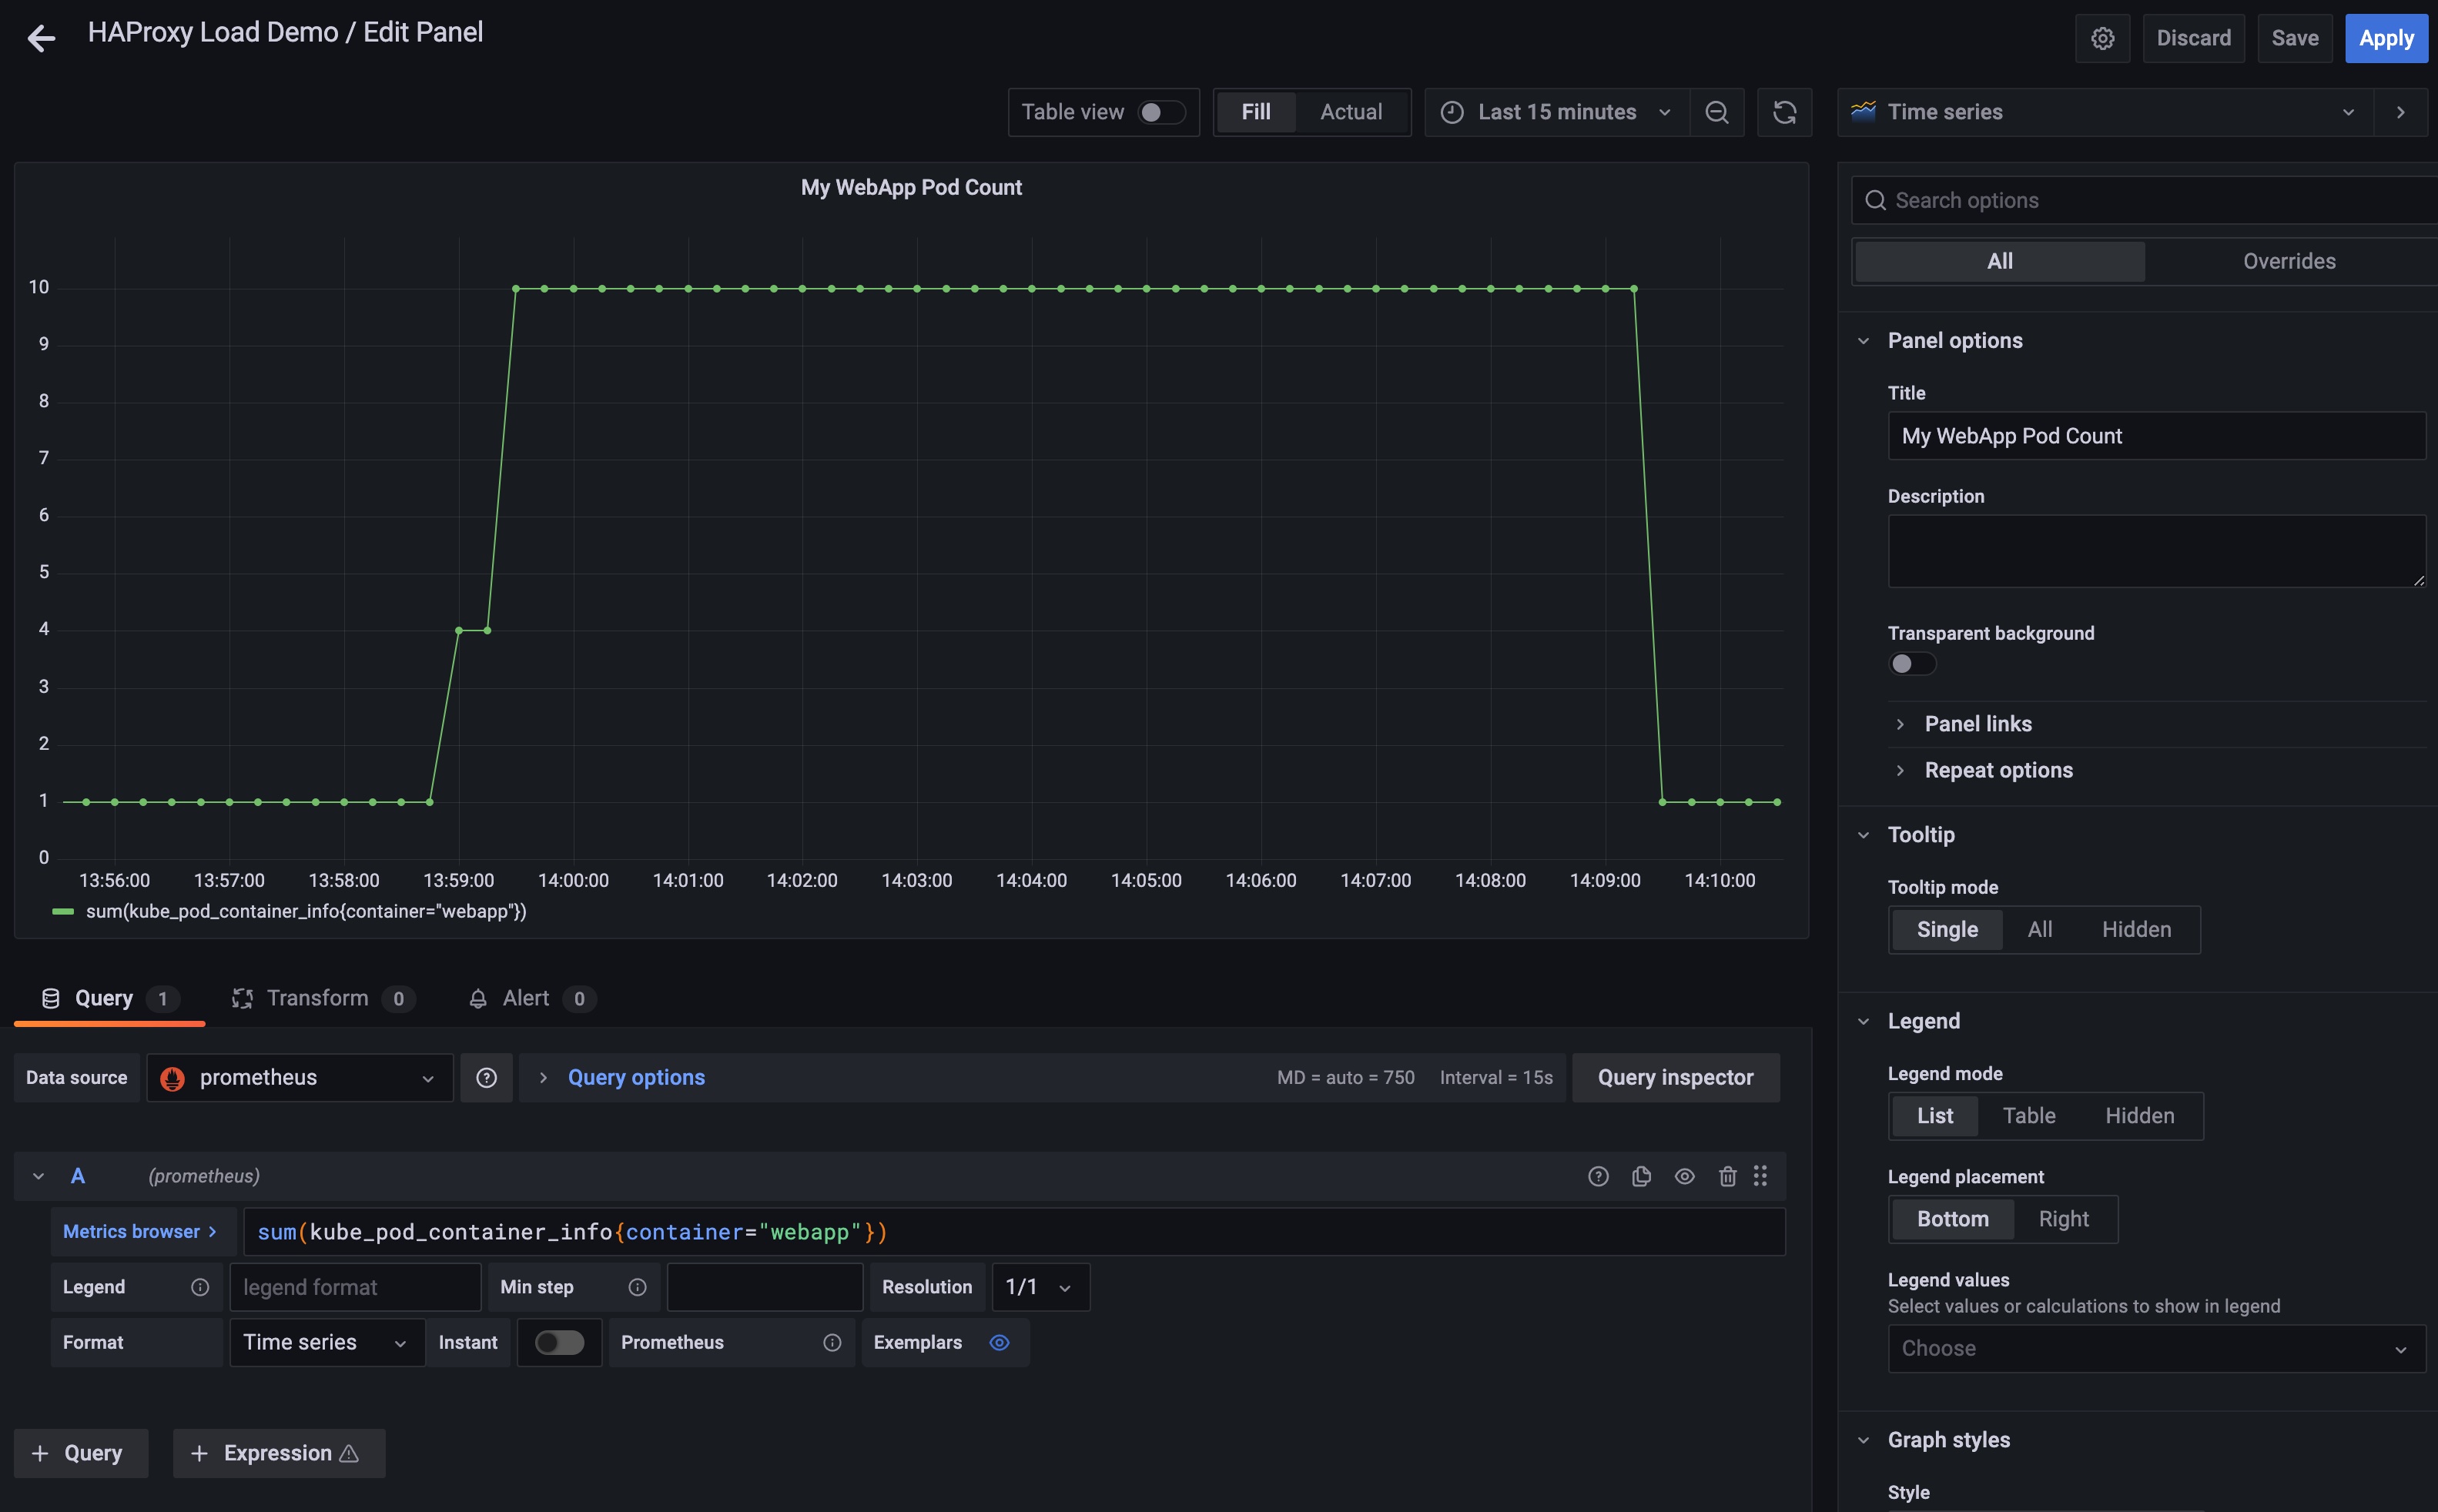 HAProxy Load Demo / Edit Panel
Discard
Save
Apply
Table view
Fill
Actual
Last 15 minutes
Time series
My WebApp Pod Count
10
9
8
7
6
5
4
3
2
1
0
13:56:00
13:57:00
13:58:00
13:59:00
14:00:00
14:01:00
14:02:00
14:03:00
14:04:00
14:05:00
14:06:00
14:07:00
14:08:00
14:09:00
14:10:00
sum(kube_pod_container_info{container="webapp"})
Query 1
Transform 0
Alert 0
Data source
prometheus
Query options
MD = auto = 750
Interval = 15s
Query inspector
A
(prometheus)
Metrics browser >
sum(kube_pod_container_info{container="webapp"})
Legend
legend format
Min step
Resolution
1/1
Format
Time series
Instant
Prometheus
Exemplars
+ Query
+ Expression
Search options
All
Overrides
Panel options
Title
My WebApp Pod Count
Description
Transparent background
Panel links
Repeat options
Tooltip
Tooltip mode
Single
All
Hidden
Legend
Legend mode
List
Table
Hidden
Legend placement
Bottom
Right
Legend values
Select values or calculations to show in legend
Choose
Graph styles
Style